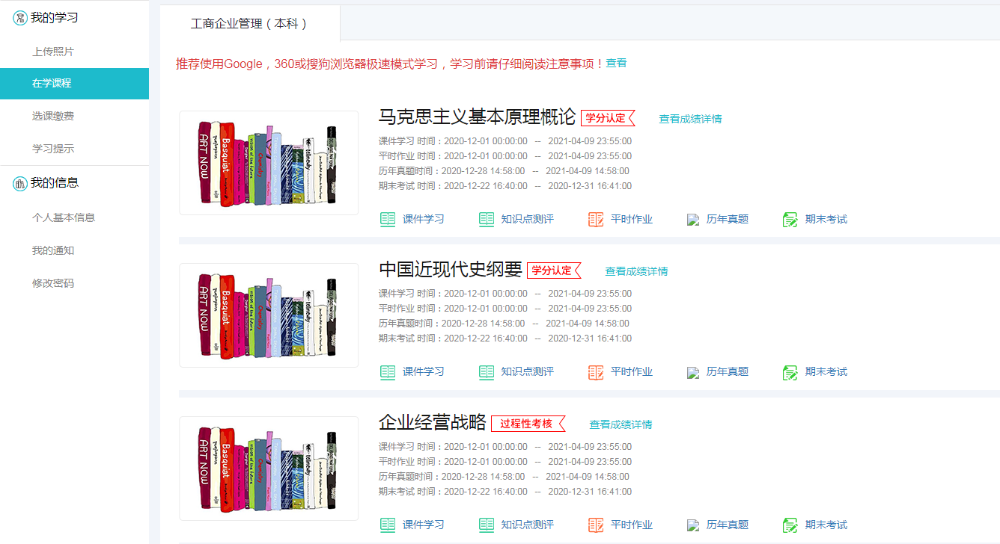 我的学习
上传照片
在学课程
选课缴费
学习提示
我的信息
个人基本信息
我的通知
修改密码
工商企业管理（本科）
推荐使用Google，360或搜狗浏览器极速模式学习，学习前请仔细阅读注意事项！查看
马克思主义基本原理概论 学分认定 查看成绩详情
课件学习 时间：2020-12-01 00:00:00 -- 2021-04-09 23:55:00
平时作业 时间：2020-12-01 00:00:00 -- 2021-04-09 23:55:00
历年真题时间：2020-12-28 14:58:00 -- 2021-04-09 14:58:00
期末考试 时间：2020-12-22 16:40:00 -- 2020-12-31 16:41:00
ART NOW
Basquiat
Chemistry
课件学习 知识点测评 平时作业 历年真题 期末考试
中国近现代史纲要 学分认定 查看成绩详情
课件学习 时间：2020-12-01 00:00:00 -- 2021-04-09 23:55:00
平时作业 时间：2020-12-01 00:00:00 -- 2021-04-09 23:55:00
历年真题时间：2020-12-28 14:58:00 -- 2021-04-09 14:58:00
期末考试 时间：2020-12-22 16:40:00 -- 2020-12-31 16:41:00
ART NOW
Basquiat
Chemistry
课件学习 知识点测评 平时作业 历年真题 期末考试
企业经营战略 过程性考核 查看成绩详情
课件学习 时间：2020-12-01 00:00:00 -- 2021-04-09 23:55:00
平时作业 时间：2020-12-01 00:00:00 -- 2021-04-09 23:55:00
历年真题时间：2020-12-28 14:58:00 -- 2021-04-09 14:58:00
期末考试 时间：2020-12-22 16:40:00 -- 2020-12-31 16:41:00
ART NOW
Basquiat
Chemistry
课件学习 知识点测评 平时作业 历年真题 期末考试